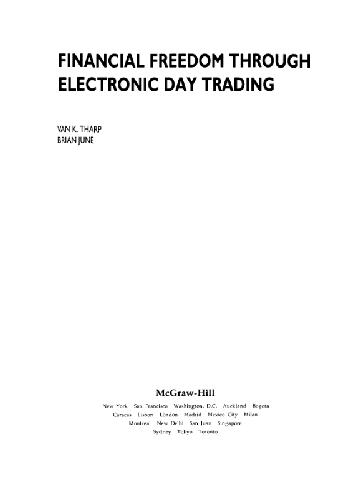 FINANCIAL FREEDOM THROUGH
ELECTRONIC DAY TRADING
VAN K. THARP
BRIAN JUNE
McGraw-Hill
New York San Francisco Washington, D.C. Auckland Bogota
Caracas Lisbon London Madrid Mexico City Milan
Montreal New Delhi San Juan Singapore
Sydney Tokyo Toronto